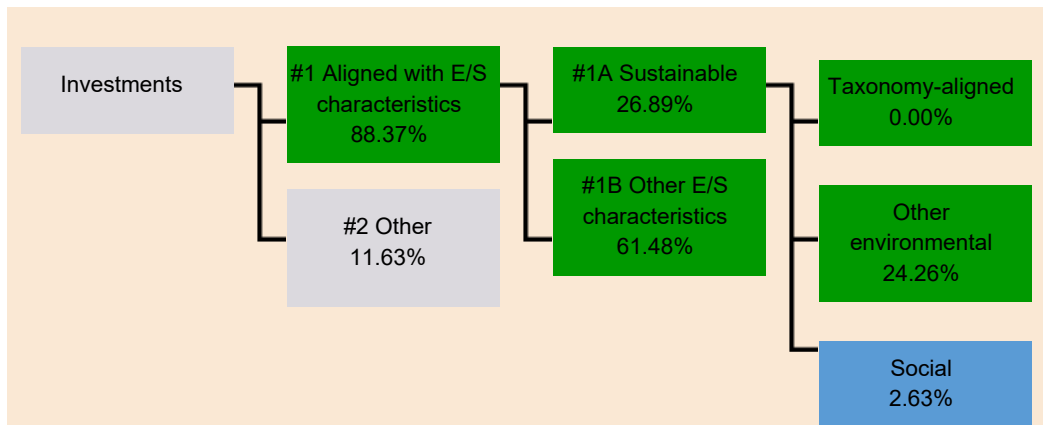 Investments
#1 Aligned with E/S
characteristics
88.37%
#2 Other
11.63%
#1A Sustainable
26.89%
#1B Other E/S
characteristics
61.48%
Taxonomy-aligned
0.00%
Other
environmental
24.26%
Social
2.63%